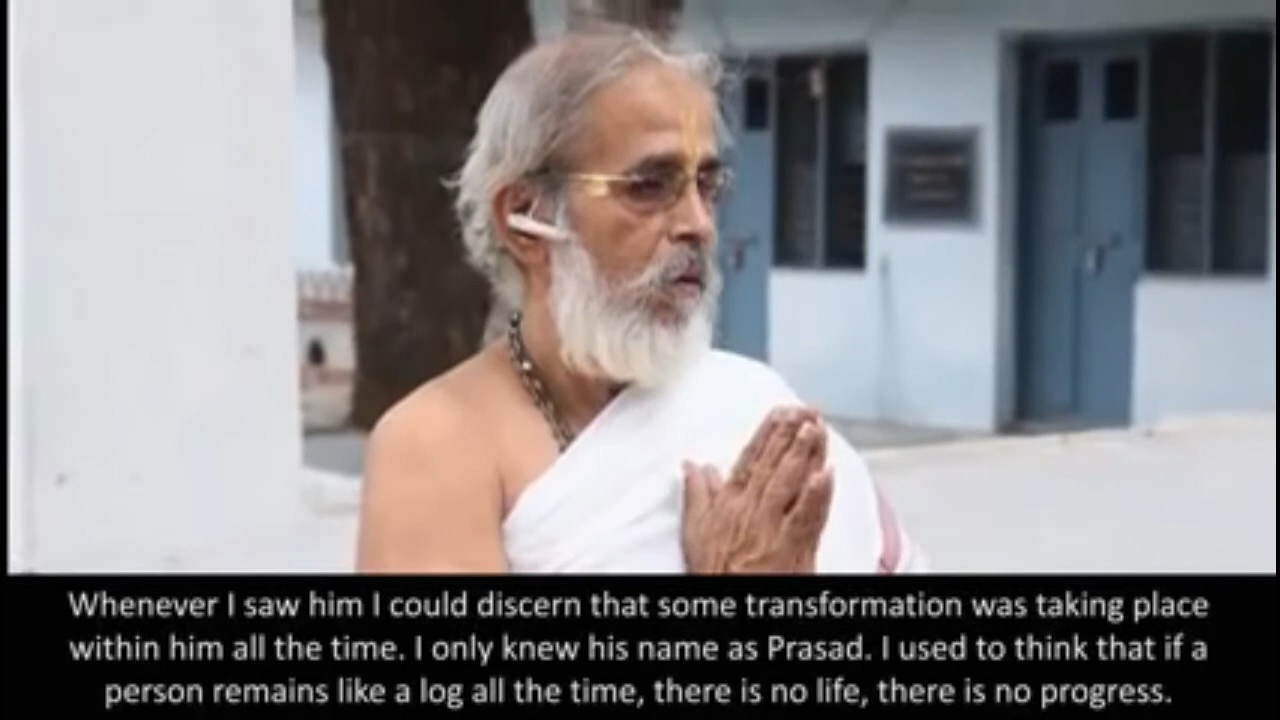 Whenever I saw him I could discern that some transformation was taking place
within him all the time. I only knew his name as Prasad. I used to think that if a
person remains like a log all the time, there is no life, there is no progress.